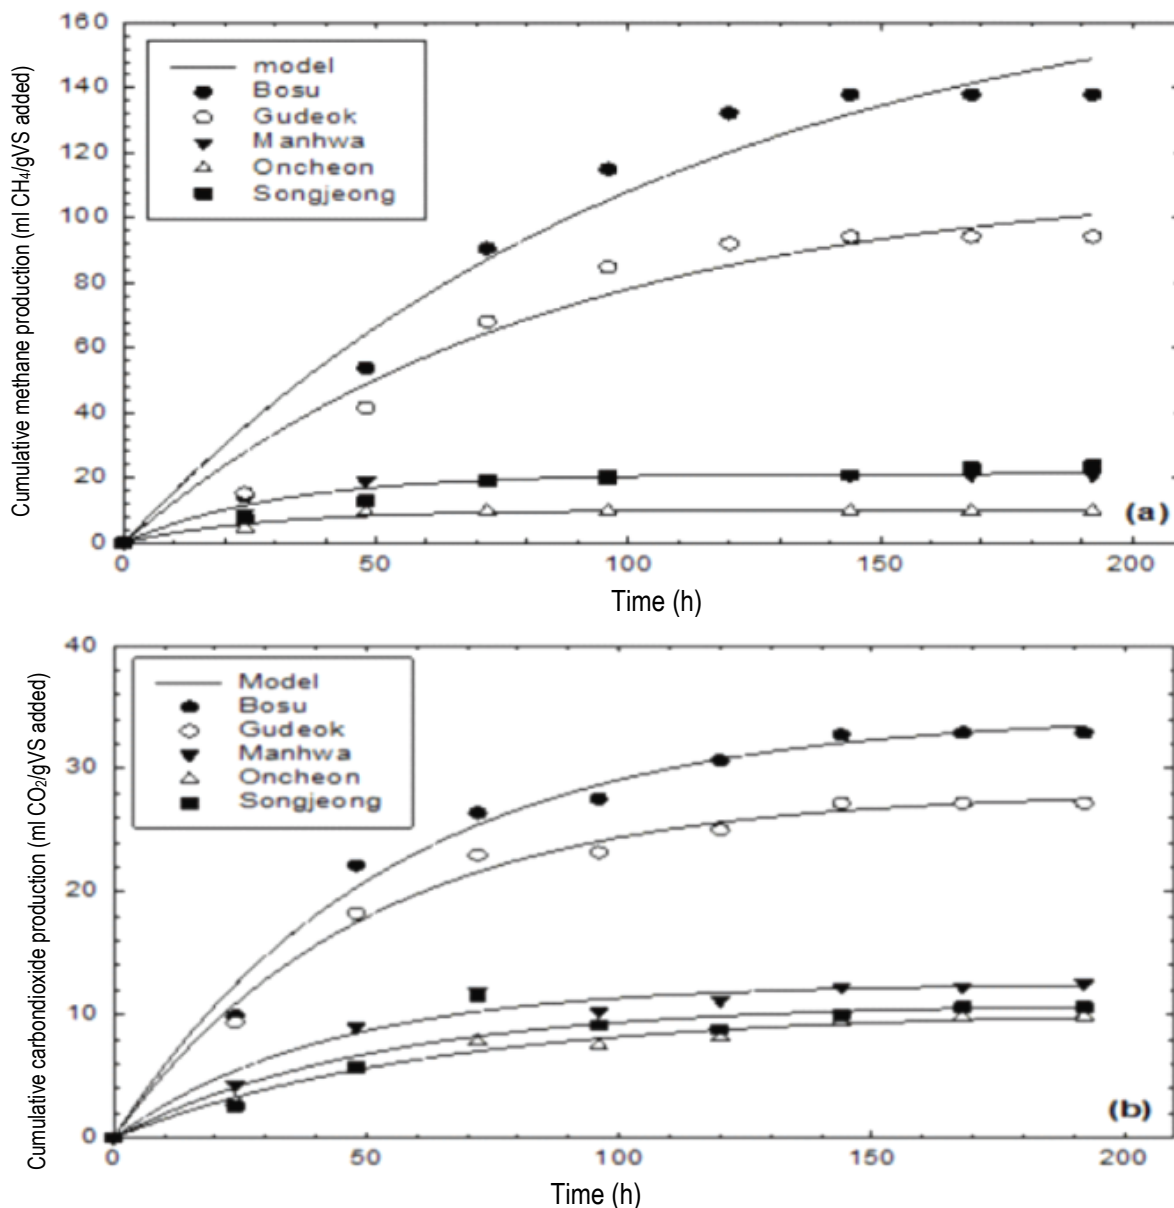 160
140
120
100
80
60
40
20
0
Cumulative methane production (ml CH₄/gVS added)
model
Bosu
Gudeok
Manhwa
Oncheon
Songjeong
(a)
0 50 100 150 200
Time (h)
40
30
20
10
0
Cumulative carbondioxide production (ml CO₂/gVS added)
Model
Bosu
Gudeok
Manhwa
Oncheon
Songjeong
(b)
0 50 100 150 200
Time (h)